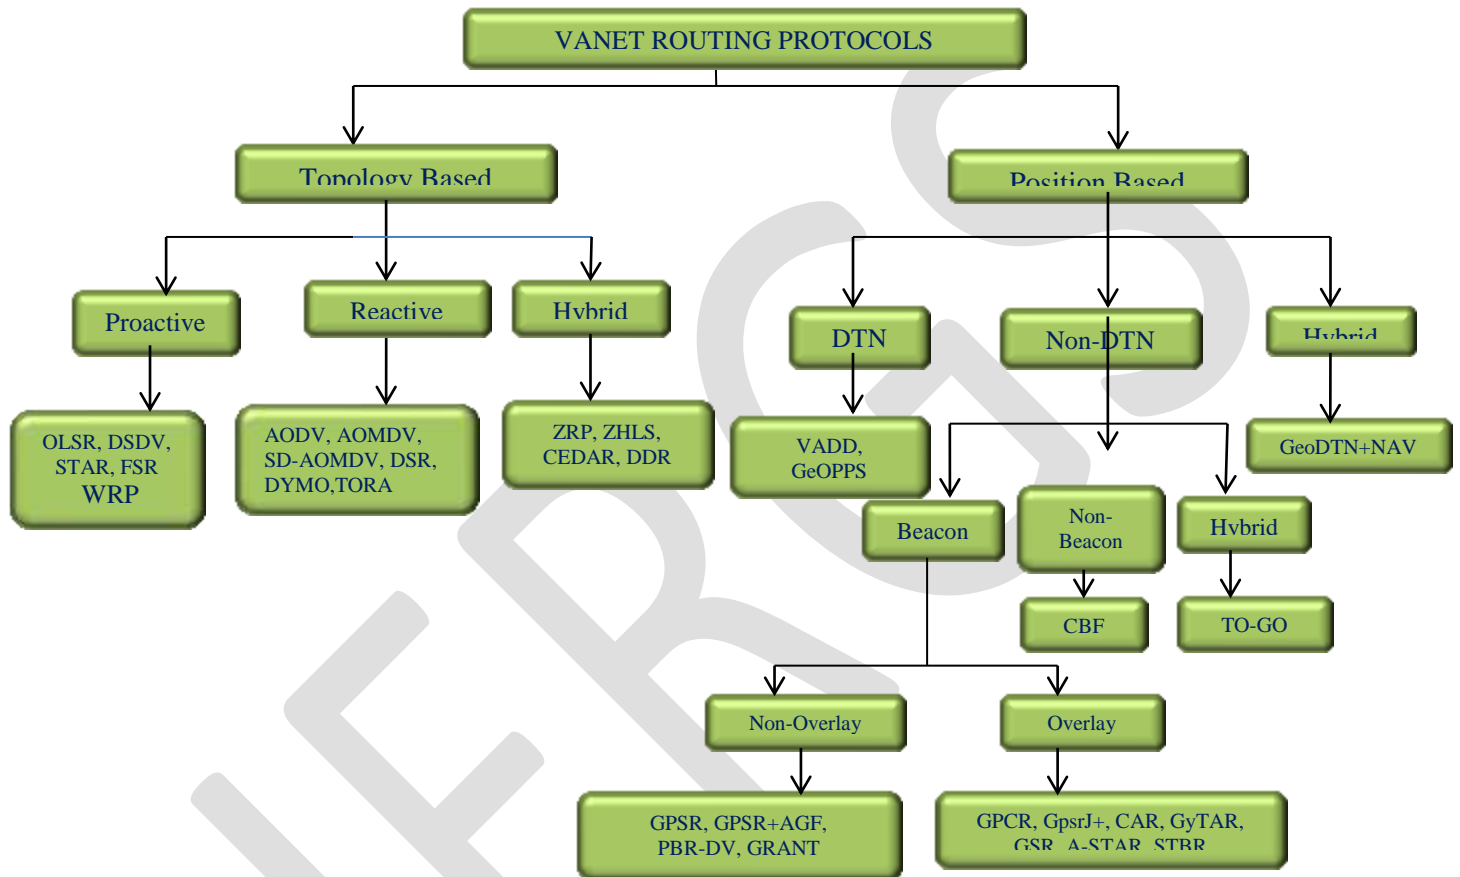 VANET ROUTING PROTOCOLS
Topology Based
Position Based
Proactive
Reactive
Hybrid
DTN
Non-DTN
Hybrid
OLSR, DSDV,
STAR, FSR
WRP
AODV, AOMDV,
SD-AOMDV, DSR,
DYMO,TORA
ZRP, ZHLS,
CEDAR, DDR
VADD,
GeOPPS
GeoDTN+NAV
Beacon
Non-
Beacon
Hybrid
CBF
TO-GO
Non-Overlay
Overlay
GPSR, GPSR+AGF,
PBR-DV, GRANT
GPCR, GpsrJ+, CAR, GyTAR,
GSR, A-STAR, STBR